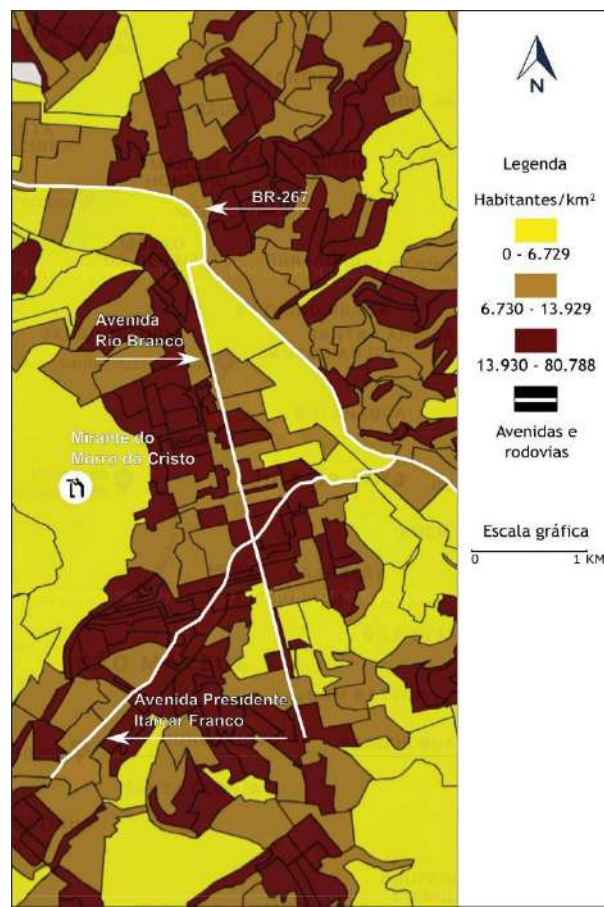 BR-267
Avenida
Rio Branco
Mirante do
Morro do Cristo
Avenida Presidente
Itamar Franco
N
Legenda
Habitantes/km²
0 - 6.729
6.730 - 13.929
13.930 - 80.788
Avenidas e
rodovias
Escala gráfica
0 1 KM